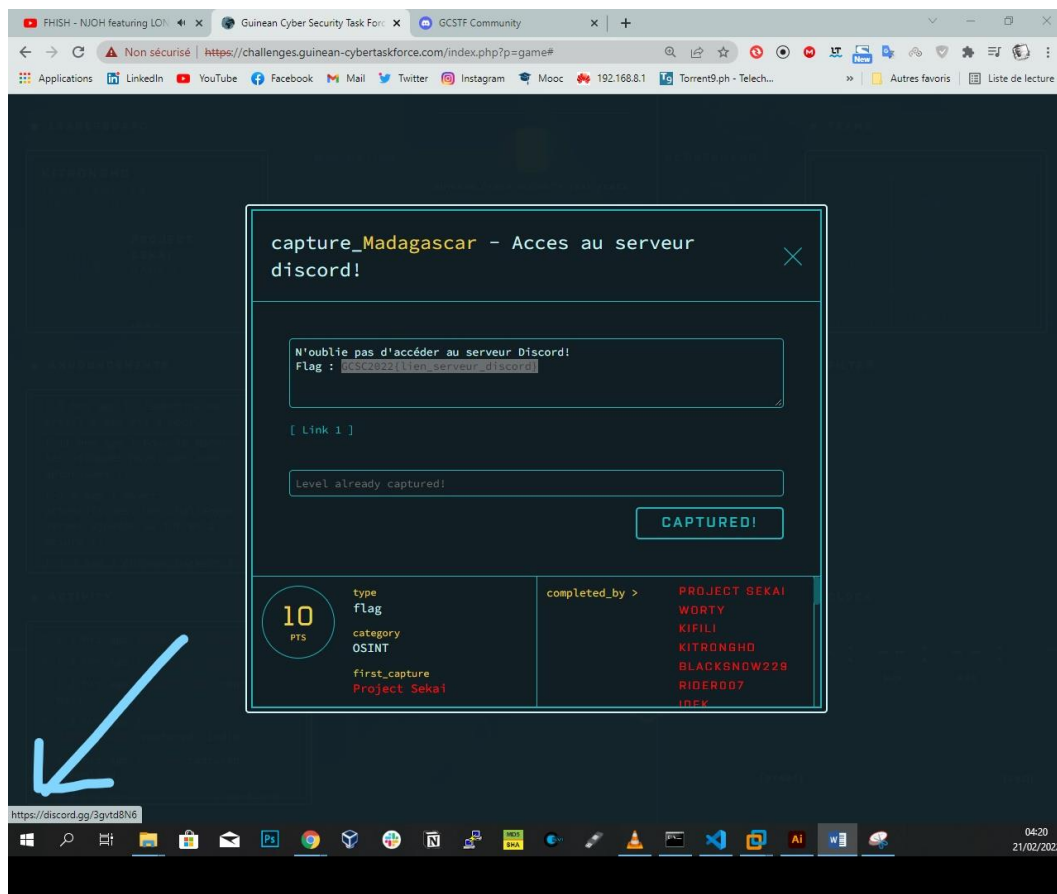 FHISH - NJOH featuring LON
Guinean Cyber Security Task Forc
GCSTF Community
Non sécurisé | https://challenges.guinean-cybertaskforce.com/index.php?p=game#
Applications LinkedIn YouTube Facebook Mail Twitter Instagram Mooc 192.168.8.1 Torrent9.ph - Telech... » Autres favoris Liste de lecture
capture_Madagascar - Acces au serveur
discord!
N'oublie pas d'accéder au serveur Discord!
Flag : GCSC2022{lien_serveur_discord}
[ Link 1 ]
Level already captured!
CAPTURED!
10
PTS
type
flag
category
OSINT
first_capture
Project Sekai
completed_by >
PROJECT SEKAI
WORTY
KIFILI
KITRONGHO
BLACKSNOW229
RIDER007
IDEK
https://discord.gg/3gvtd8N6
04:20
21/02/202